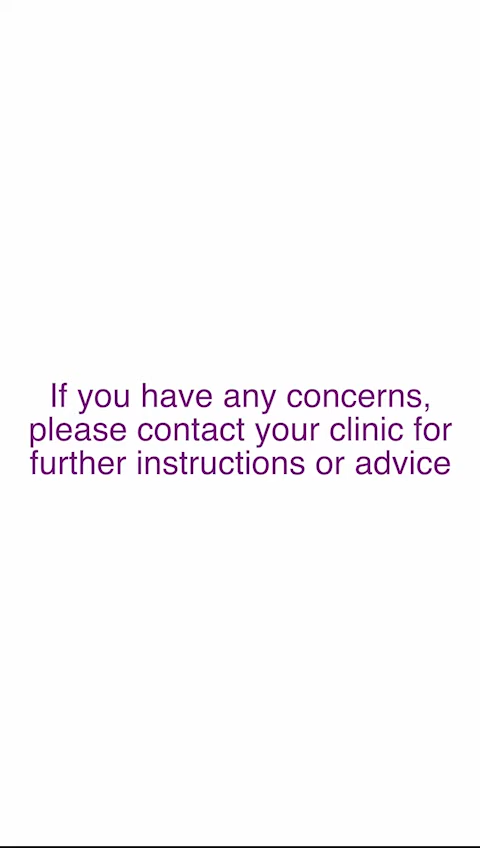 If you have any concerns,
please contact your clinic for
further instructions or advice